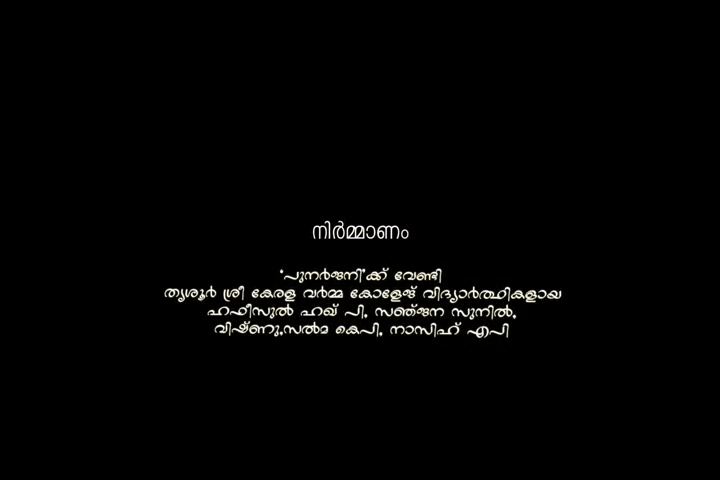 നിർമ്മാണം
'പുനർജനി'ക്ക് വേണ്ടി
തൃശൂർ ശ്രീ കേരള വർമ്മ കോളേജ് വിദ്യാർത്ഥികളായ
ഹഫീസുൽ ഹഖ് പി. സഞ്ജന സുനിൽ.
വിഷ്ണു.സൽമ കെപി. നാസിഹ് എപി